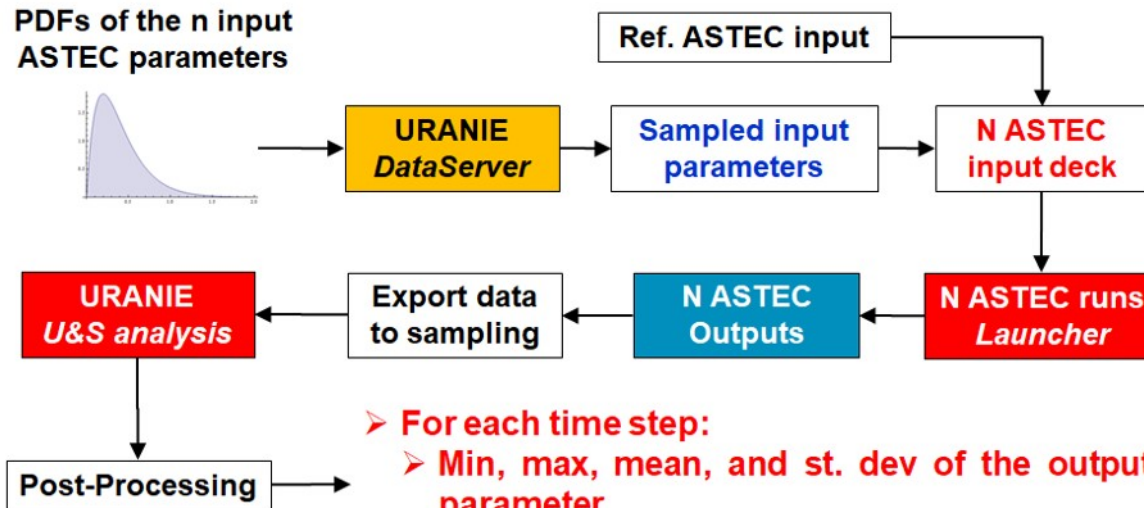 PDFs of the n input
ASTEC parameters
Ref. ASTEC input
URANIE
DataServer
Sampled input
parameters
N ASTEC
input deck
URANIE
U&S analysis
Export data
to sampling
N ASTEC
Outputs
N ASTEC runs
Launcher
➢ For each time step:
➢ Min, max, mean, and st. dev of the output
parameter
Post-Processing